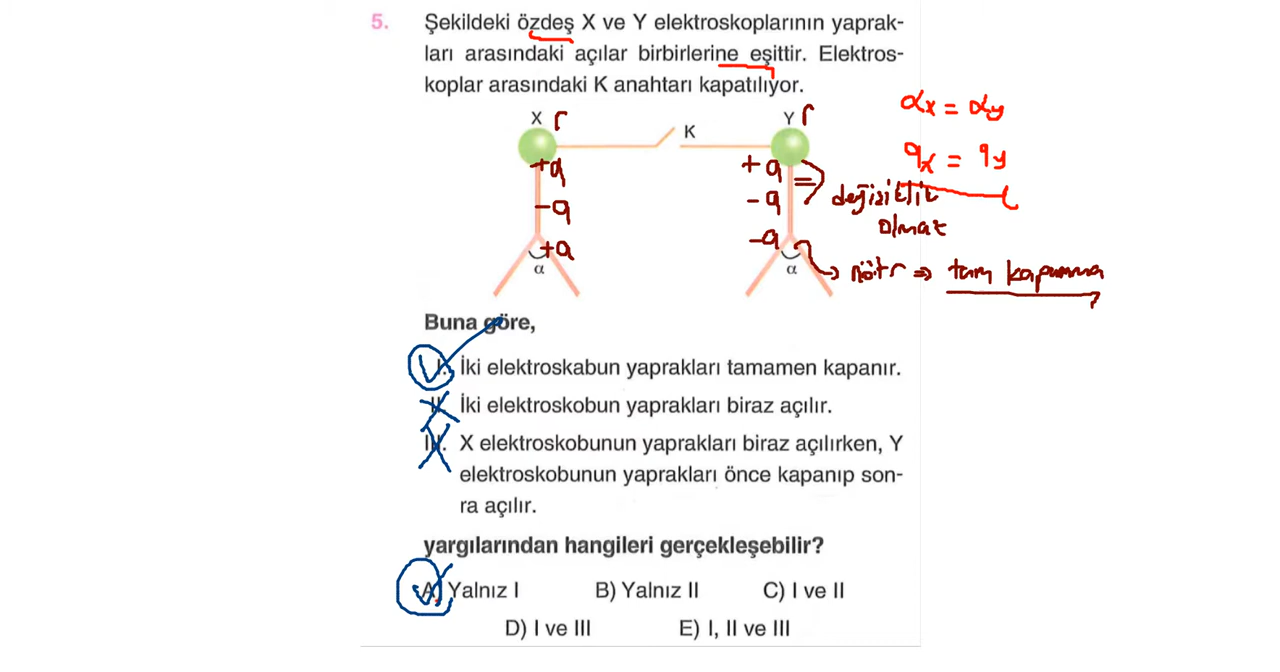 5. Şekildeki özdeş X ve Y elektroskoplarının yaprak-
ları arasındaki açılar birbirlerine eşittir. Elektros-
koplar arasındaki K anahtarı kapatılıyor.
X r
K
Y r
αx = αy
qx = qy
+q
-q
+q
α
+q
-q
-q
α
değişiklik
olmaz
nötr ⇒ tam kapanma
Buna göre,
I. İki elektroskabun yaprakları tamamen kapanır.
II. İki elektroskobun yaprakları biraz açılır.
III. X elektroskobunun yaprakları biraz açılırken, Y
elektroskobunun yaprakları önce kapanıp son-
ra açılır.
yargılarından hangileri gerçekleşebilir?
A) Yalnız I B) Yalnız II C) I ve II
D) I ve III E) I, II ve III